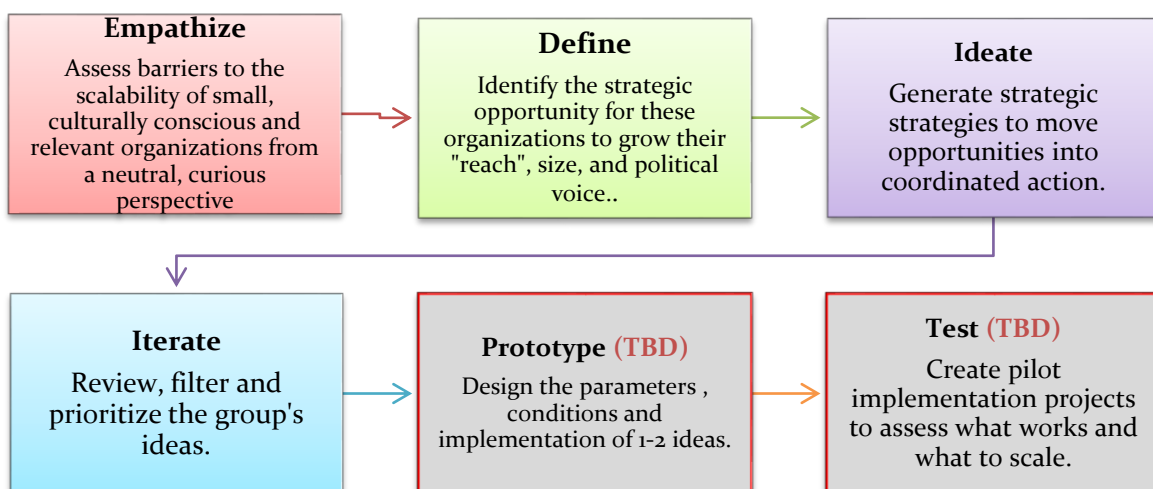 Empathize
Assess barriers to the
scalability of small,
culturally conscious and
relevant organizations from
a neutral, curious
perspective
Define
Identify the strategic
opportunity for these
organizations to grow their
"reach", size, and political
voice..
Ideate
Generate strategic
strategies to move
opportunities into
coordinated action.
Iterate
Review, filter and
prioritize the group's
ideas.
Prototype (TBD)
Design the parameters ,
conditions and
implementation of 1-2 ideas.
Test (TBD)
Create pilot
implementation projects
to assess what works and
what to scale.